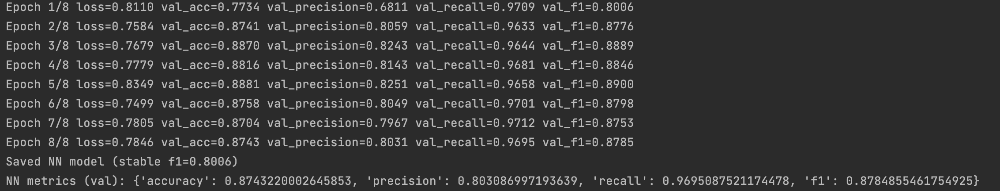 Epoch 1/8 loss=0.8110 val_acc=0.7734 val_precision=0.6811 val_recall=0.9709 val_f1=0.8006
Epoch 2/8 loss=0.7584 val_acc=0.8741 val_precision=0.8059 val_recall=0.9633 val_f1=0.8776
Epoch 3/8 loss=0.7679 val_acc=0.8870 val_precision=0.8243 val_recall=0.9644 val_f1=0.8889
Epoch 4/8 loss=0.7779 val_acc=0.8816 val_precision=0.8143 val_recall=0.9681 val_f1=0.8846
Epoch 5/8 loss=0.8349 val_acc=0.8881 val_precision=0.8251 val_recall=0.9658 val_f1=0.8900
Epoch 6/8 loss=0.7499 val_acc=0.8758 val_precision=0.8049 val_recall=0.9701 val_f1=0.8798
Epoch 7/8 loss=0.7805 val_acc=0.8704 val_precision=0.7967 val_recall=0.9712 val_f1=0.8753
Epoch 8/8 loss=0.7846 val_acc=0.8743 val_precision=0.8031 val_recall=0.9695 val_f1=0.8785
Saved NN model (stable f1=0.8006)
NN metrics (val): {'accuracy': 0.8743220002645853, 'precision': 0.803086997193639, 'recall': 0.9695087521174478, 'f1': 0.8784855461754925}